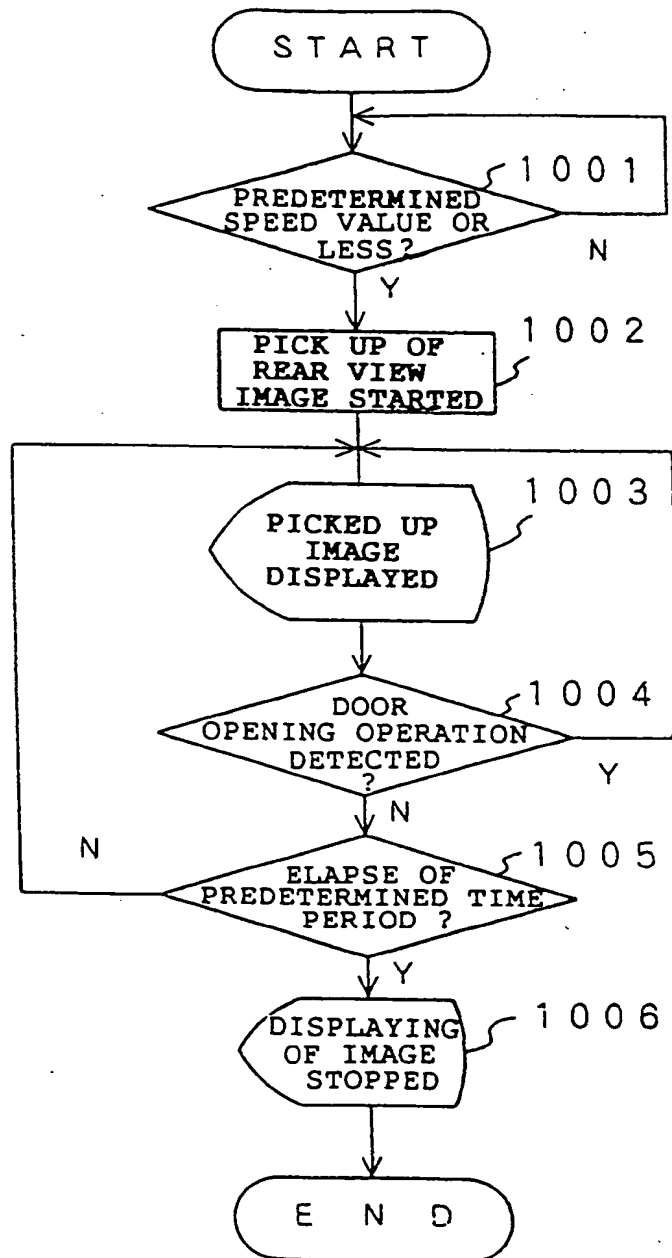 START
1001
PREDETERMINED
SPEED VALUE OR
LESS?
N
Y
1002
PICK UP OF
REAR VIEW
IMAGE STARTED
1003
PICKED UP
IMAGE
DISPLAYED
1004
DOOR
OPENING OPERATION
DETECTED
?
Y
N
N
1005
ELAPSE OF
PREDETERMINED TIME
PERIOD ?
Y
1006
DISPLAYING
OF IMAGE
STOPPED
END